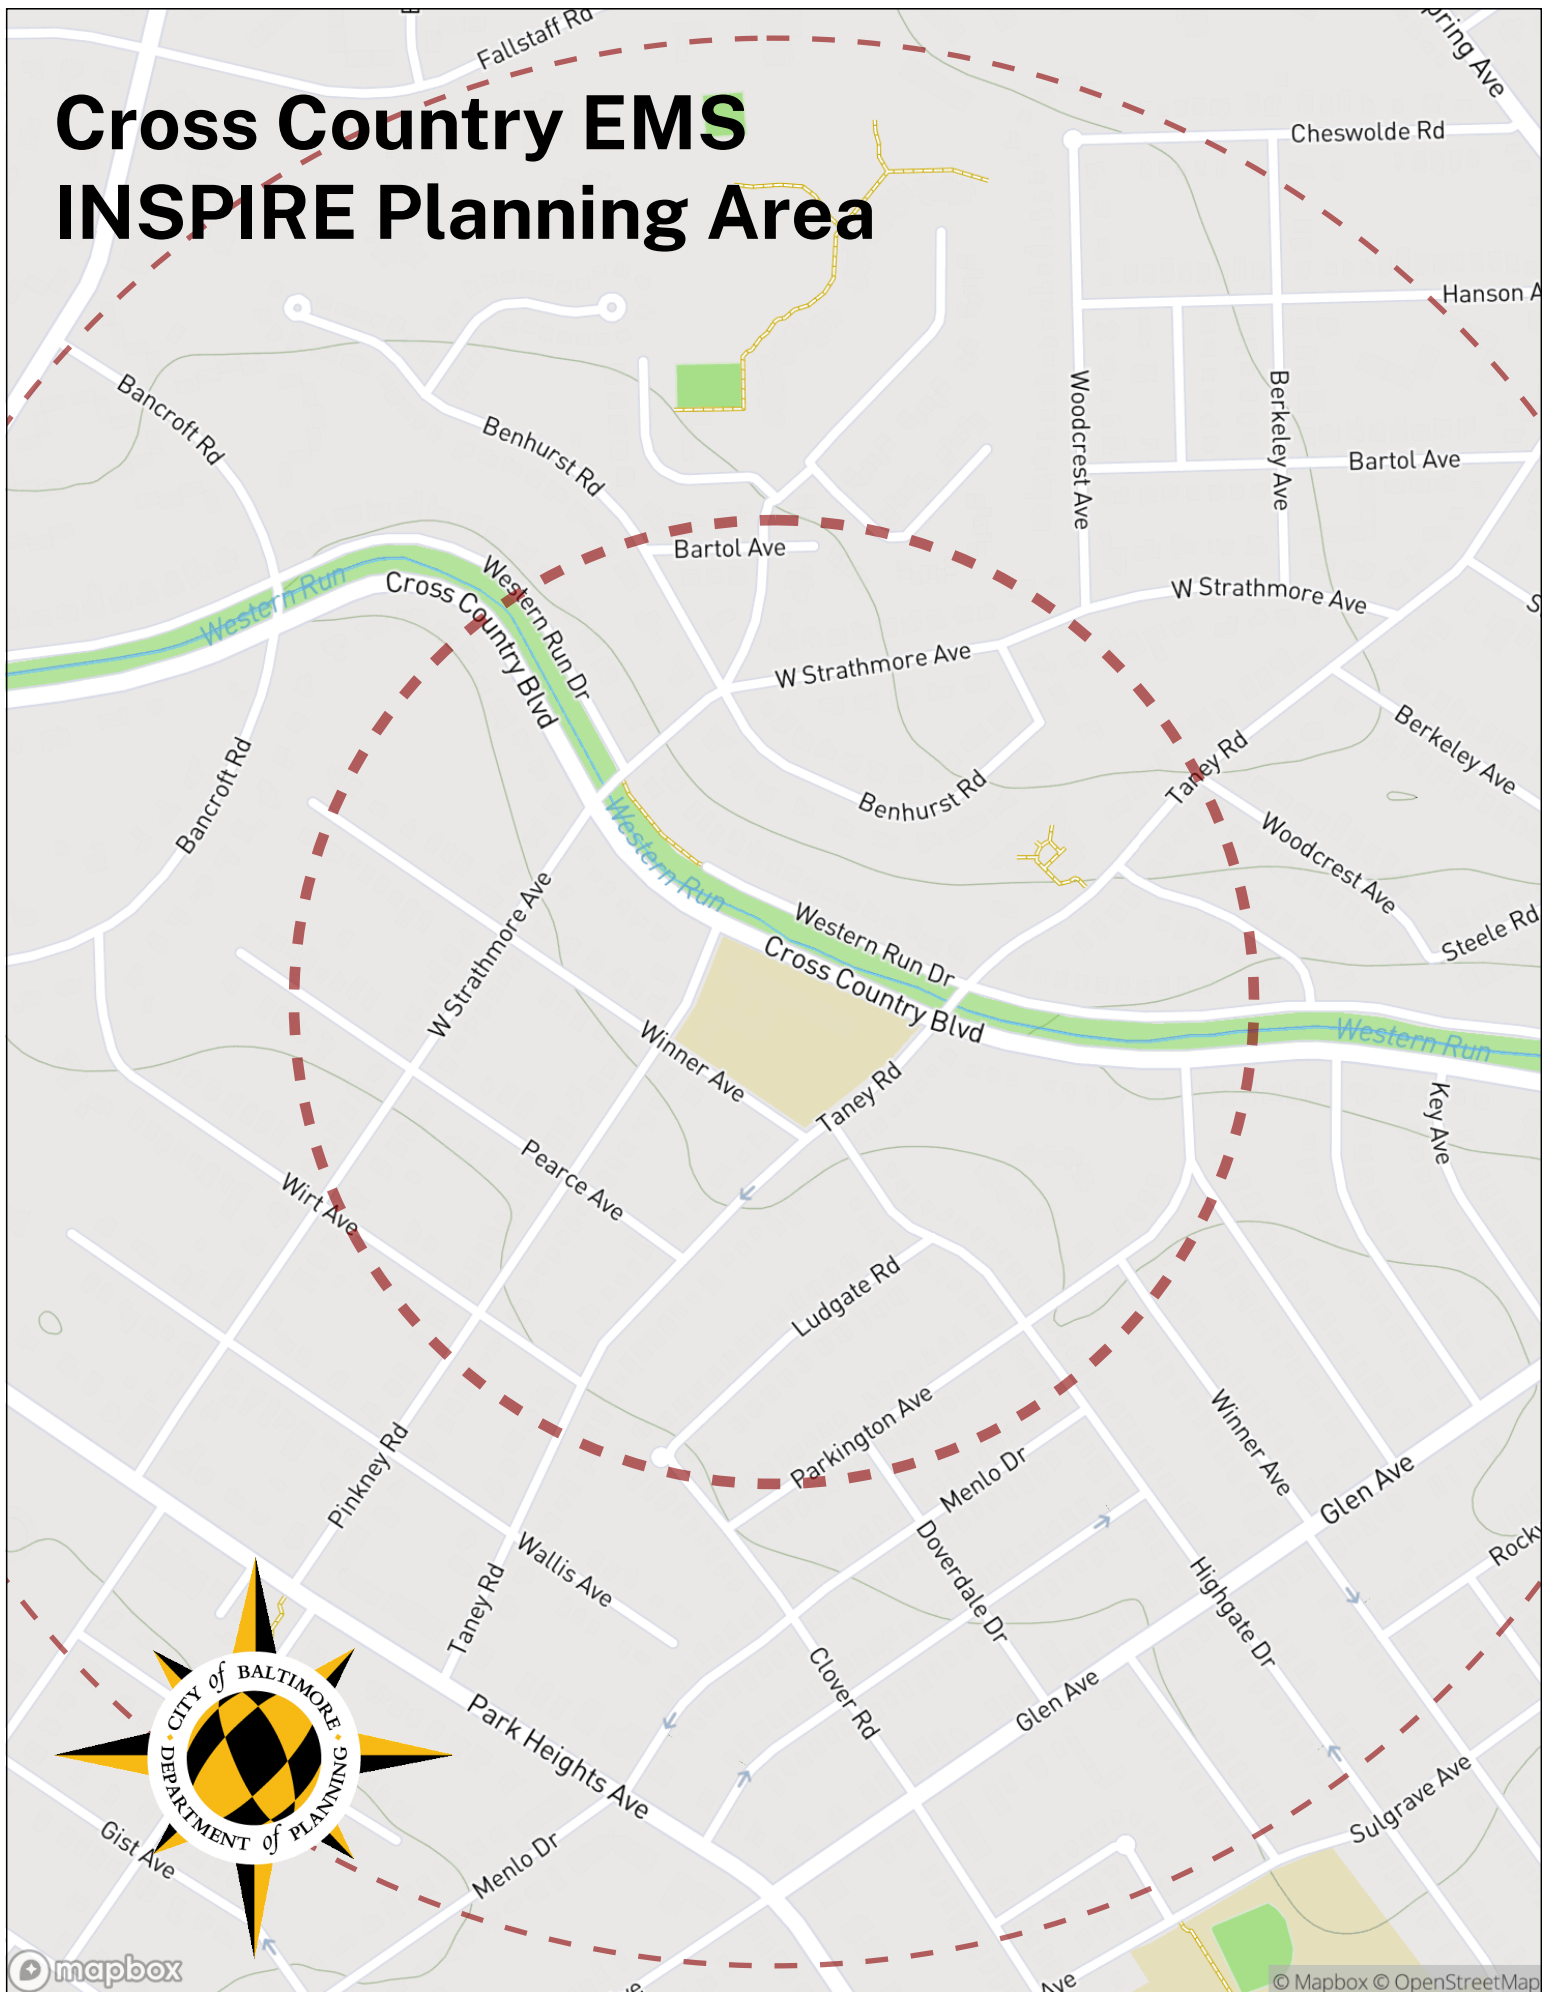 Fallstaff Rd
pring Ave
Cross Country EMS
INSPIRE Planning Area
Cheswolde Rd
Hanson A
Bancroft Rd
Benhurst Rd
Woodcrest Ave
Berkeley Ave
Bartol Ave
Bartol Ave
Western Run
Cross Country Blvd
Western Run Dr
W Strathmore Ave
S
W Strathmore Ave
Berkeley Ave
Taney Rd
Bancroft Rd
Benhurst Rd
Western Run
Woodcrest Ave
Steele Rd
W Strathmore Ave
Western Run Dr
Cross Country Blvd
Western Run
Winner Ave
Taney Rd
Key Ave
Pearce Ave
Wirt Ave
Ludgate Rd
Parkington Ave
Menlo Dr
Winner Ave
Glen Ave
Pinkney Rd
Wallis Ave
Taney Rd
Doverdale Dr
Highgate Dr
Rock
Clover Rd
Glen Ave
Park Heights Ave
CITY of BALTIMORE
DEPARTMENT of PLANNING
Gist Ave
Menlo Dr
Sulgrave Ave
Ave
mapbox
© Mapbox © OpenStreetMap